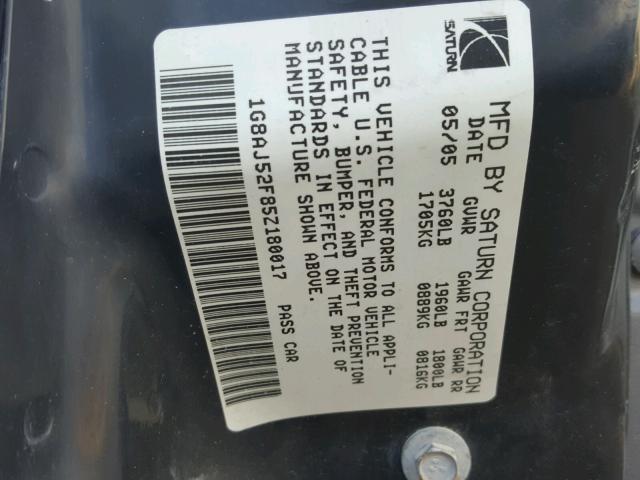 SATURN
MFD BY SATURN CORPORATION
DATE GVWR GAWR FRT GAWR RR
05/05 3760LB 1960LB 1800LB
1705KG 0889KG 0816KG
THIS VEHICLE CONFORMS TO ALL APPLI-
CABLE U.S. FEDERAL MOTOR VEHICLE
SAFETY, BUMPER, AND THEFT PREVENTION
STANDARDS IN EFFECT ON THE DATE OF
MANUFACTURE SHOWN ABOVE.
1G8AJ52F85Z180017 PASS CAR